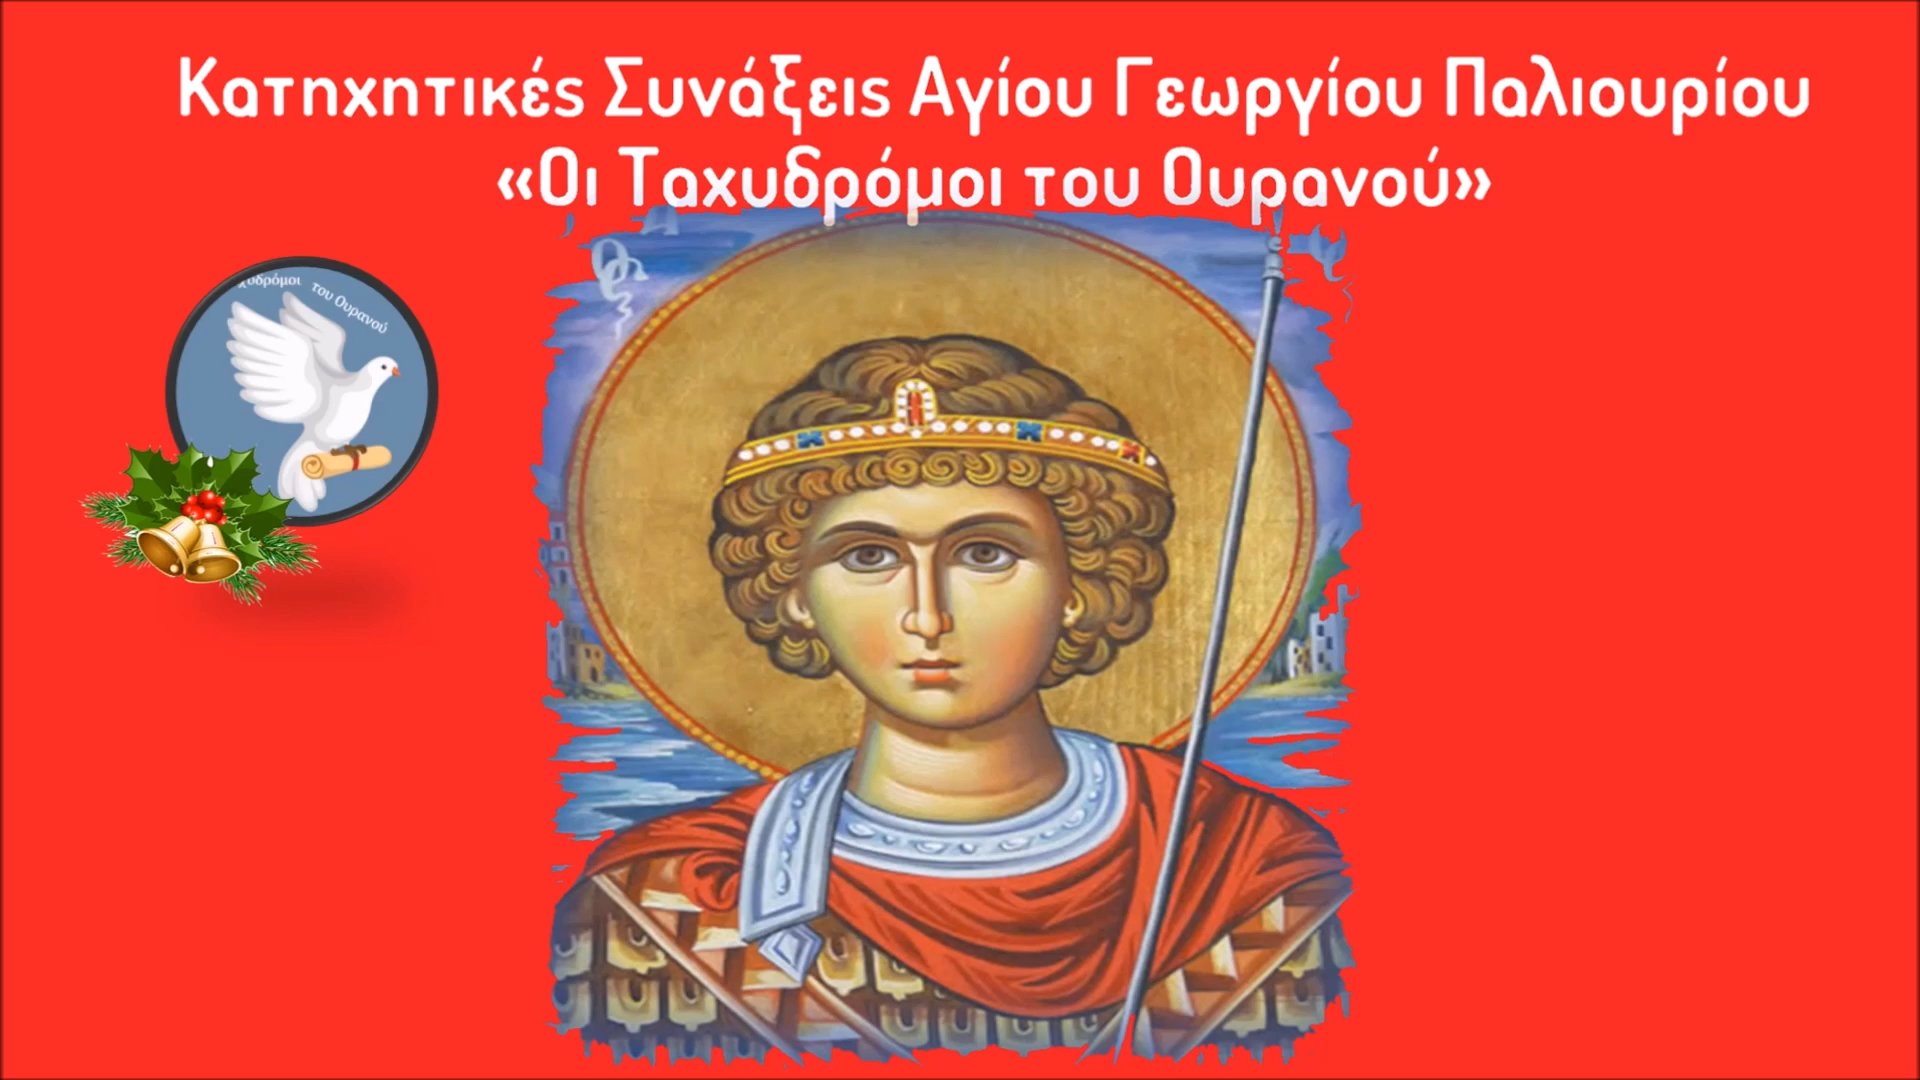 Κατηχητικές Συνάξεις Αγίου Γεωργίου Παλιουρίου
«Οι Ταχυδρόμοι του Ουρανού»
του Ουρανού